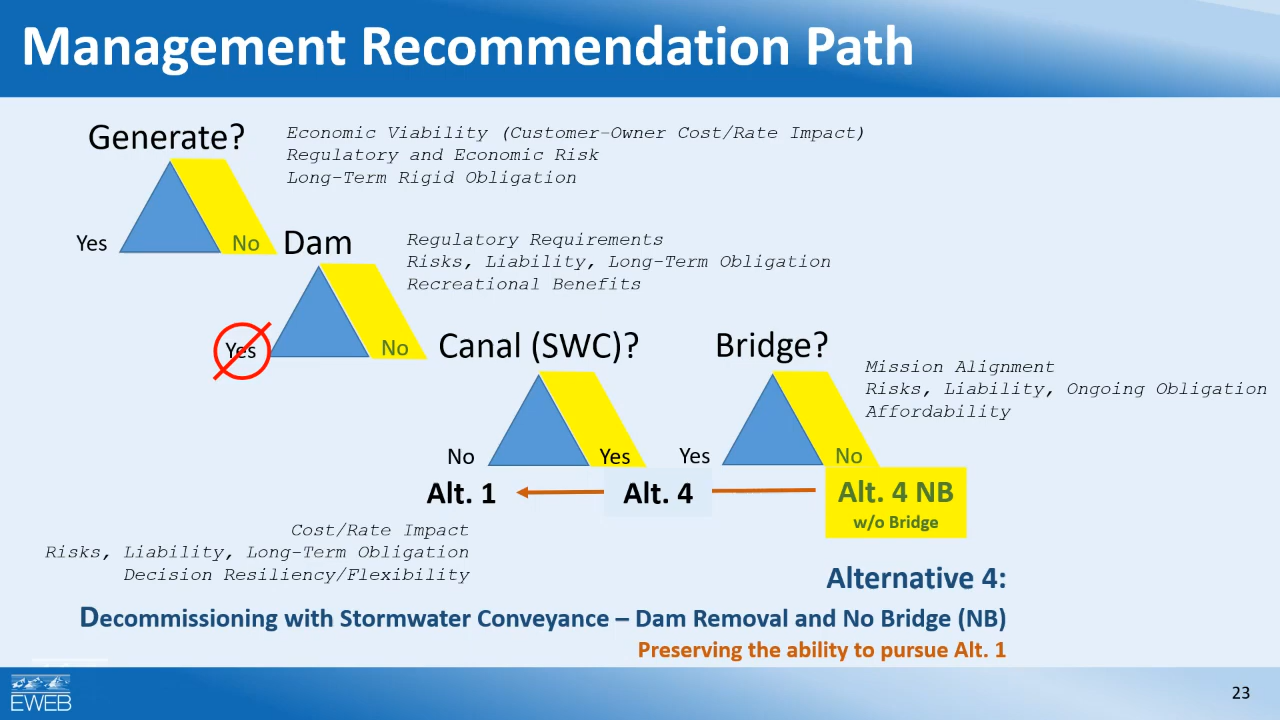 Management Recommendation Path
Generate?
Economic Viability (Customer-Owner Cost/Rate Impact)
Regulatory and Economic Risk
Long-Term Rigid Obligation
Yes
No
Dam
Regulatory Requirements
Risks, Liability, Long-Term Obligation
Recreational Benefits
Yes
No
Canal (SWC)?
Bridge?
Mission Alignment
Risks, Liability, Ongoing Obligation
Affordability
No
Yes
Yes
No
Alt. 1
Alt. 4
Alt. 4 NB
w/o Bridge
Cost/Rate Impact
Risks, Liability, Long-Term Obligation
Decision Resiliency/Flexibility
Alternative 4:
Decommissioning with Stormwater Conveyance – Dam Removal and No Bridge (NB)
Preserving the ability to pursue Alt. 1
EWEB
23